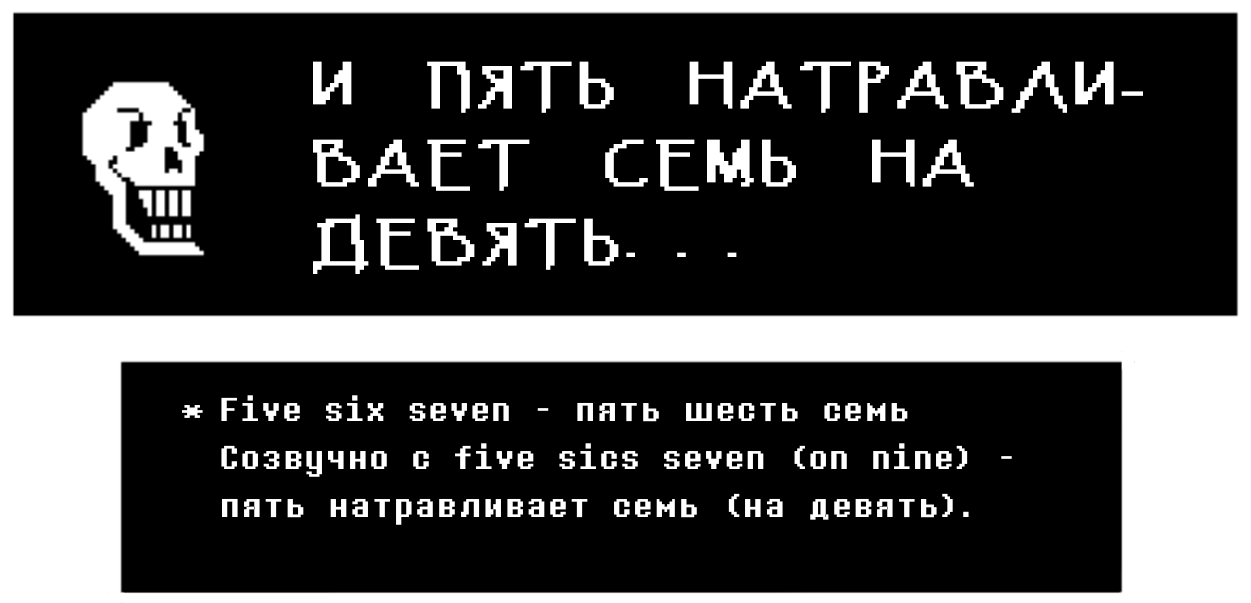 И ПЯТЬ НАТРАВЛИ-
ВАЕТ СЕМЬ НА
ДЕВЯТЬ...
* Five six seven - пять шесть семь
Созвучно с five sics seven (on nine) -
пять натравливает семь (на девять).